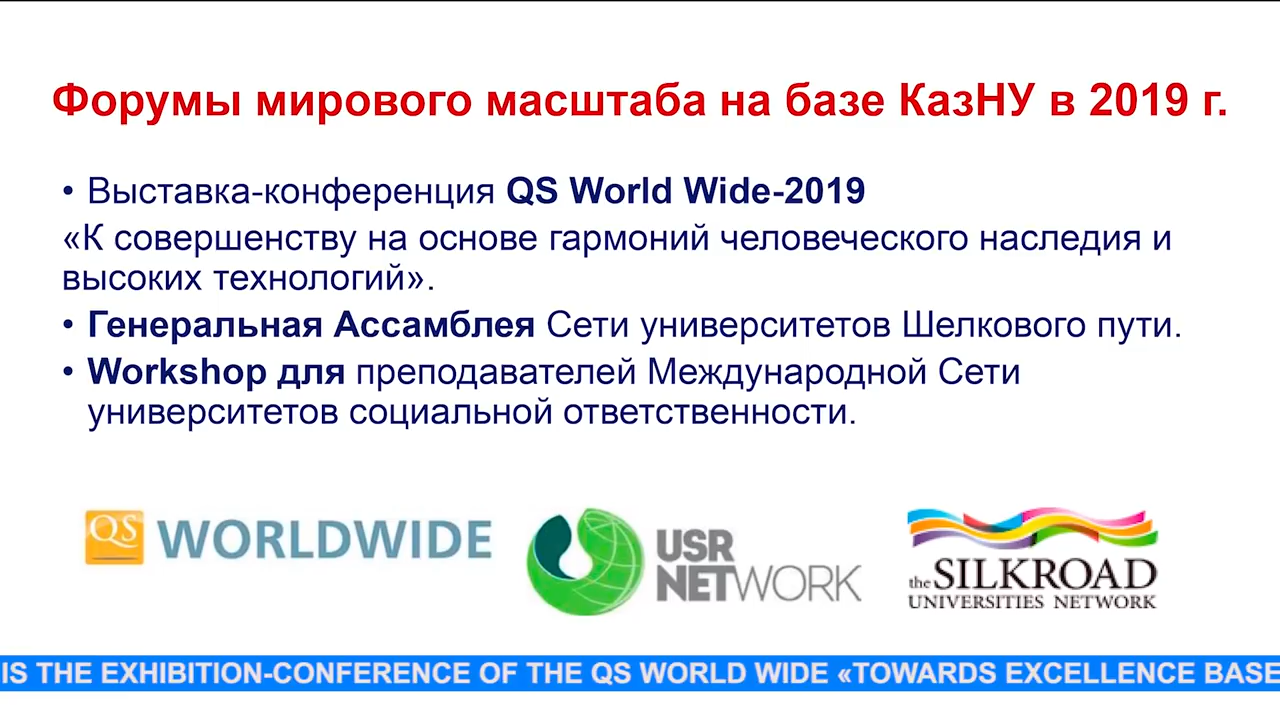 Форумы мирового масштаба на базе КазНУ в 2019 г.
• Выставка-конференция QS World Wide-2019
«К совершенству на основе гармоний человеческого наследия и
высоких технологий».
• Генеральная Ассамблея Сети университетов Шелкового пути.
• Workshop для преподавателей Международной Сети
университетов социальной ответственности.
QS WORLDWIDE
USR
NETWORK
the SILKROAD
UNIVERSITIES NETWORK
IS THE EXHIBITION-CONFERENCE OF THE QS WORLD WIDE «TOWARDS EXCELLENCE BASE